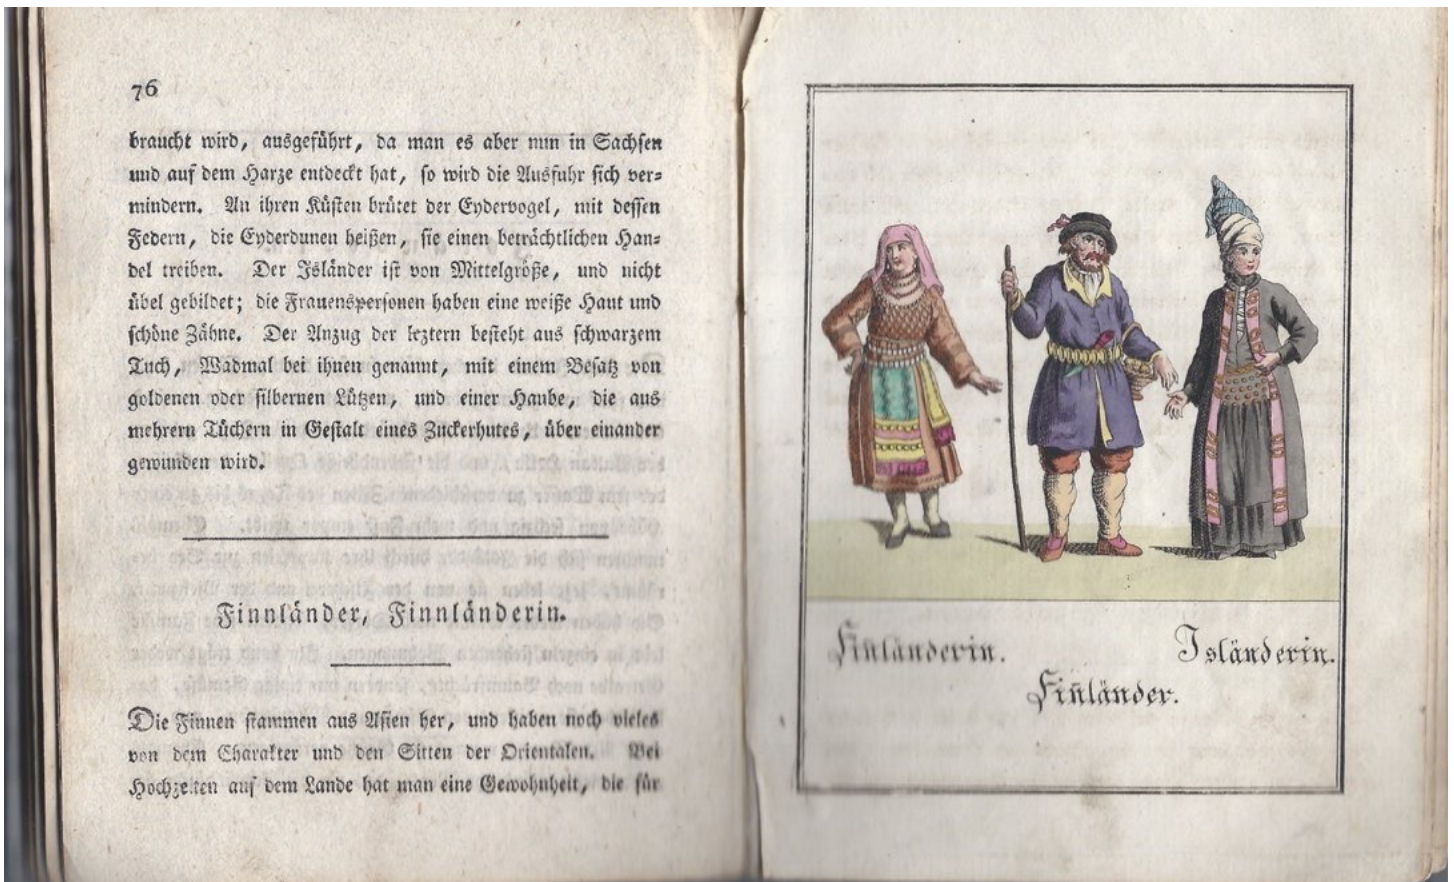 76
braucht wird, ausgeführt, da man es aber nun in Sachsen
und auf dem Harze entdeckt hat, so wird die Ausfuhr sich ver-
mindern. An ihren Küsten brütet der Eydervogel, mit dessen
Federn, die Eyderdunen heißen, sie einen beträchtlichen Han-
del treiben. Der Isländer ist von Mittelgröße, und nicht
übel gebildet; die Frauenspersonen haben eine weiße Haut und
schöne Zähne. Der Anzug der leztern besteht aus schwarzem
Tuch, Wadmal bei ihnen genannt, mit einem Besatz von
goldenen oder silbernen Lützen, und einer Haube, die aus
mehrern Tüchern in Gestalt eines Zuckerhutes, über einander
gewunden wird.
Finnländer, Finnländerin.
Die Finnen stammen aus Asien her, und haben noch vieles
von dem Charakter und den Sitten der Orientalen. Bei
Hochzeiten auf dem Lande hat man eine Gewohnheit, die für
Fin̄länderin.
Isländerin.
Fin̄länder.